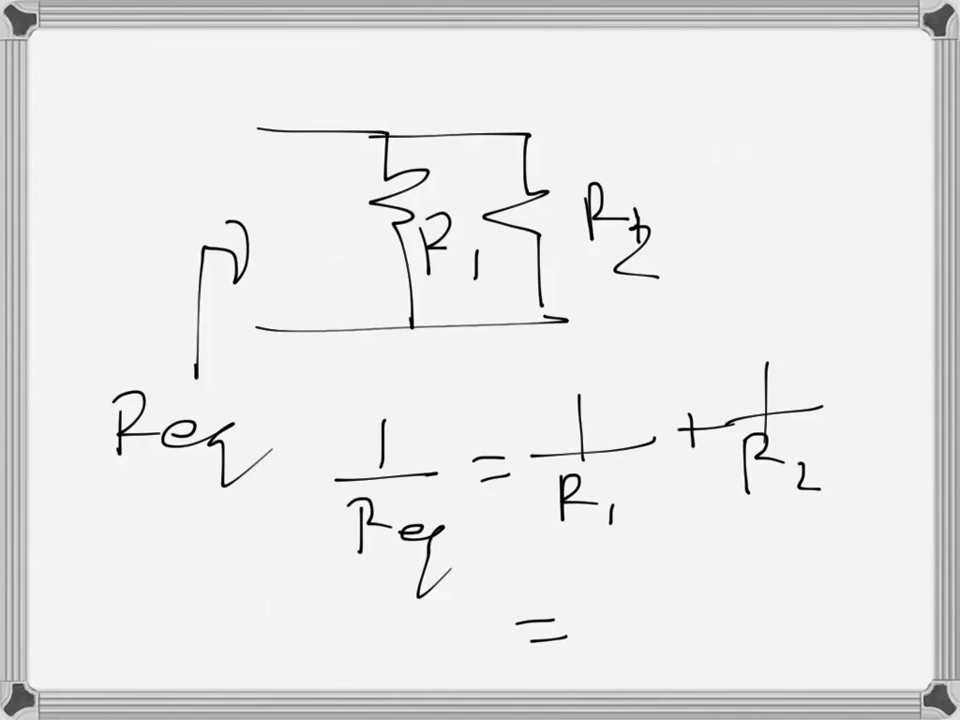 R1
R2
Req
1/Req = 1/R1 + 1/R2
=